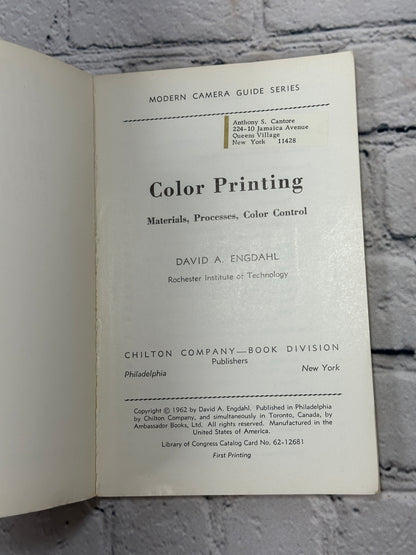 MODERN CAMERA GUIDE SERIES
Anthony S. Cantore
224-10 Jamaica Avenue
Queens Village
New York 11428
Color Printing
Materials, Processes, Color Control
DAVID A. ENGDAHL
Rochester Institute of Technology
CHILTON COMPANY—BOOK DIVISION
Publishers
Philadelphia New York
Copyright © 1962 by David A. Engdahl. Published in Philadelphia
by Chilton Company, and simultaneously in Toronto, Canada, by
Ambassador Books, Ltd. All rights reserved. Manufactured in the
United States of America.
Library of Congress Catalog Card No. 62-12681
First Printing